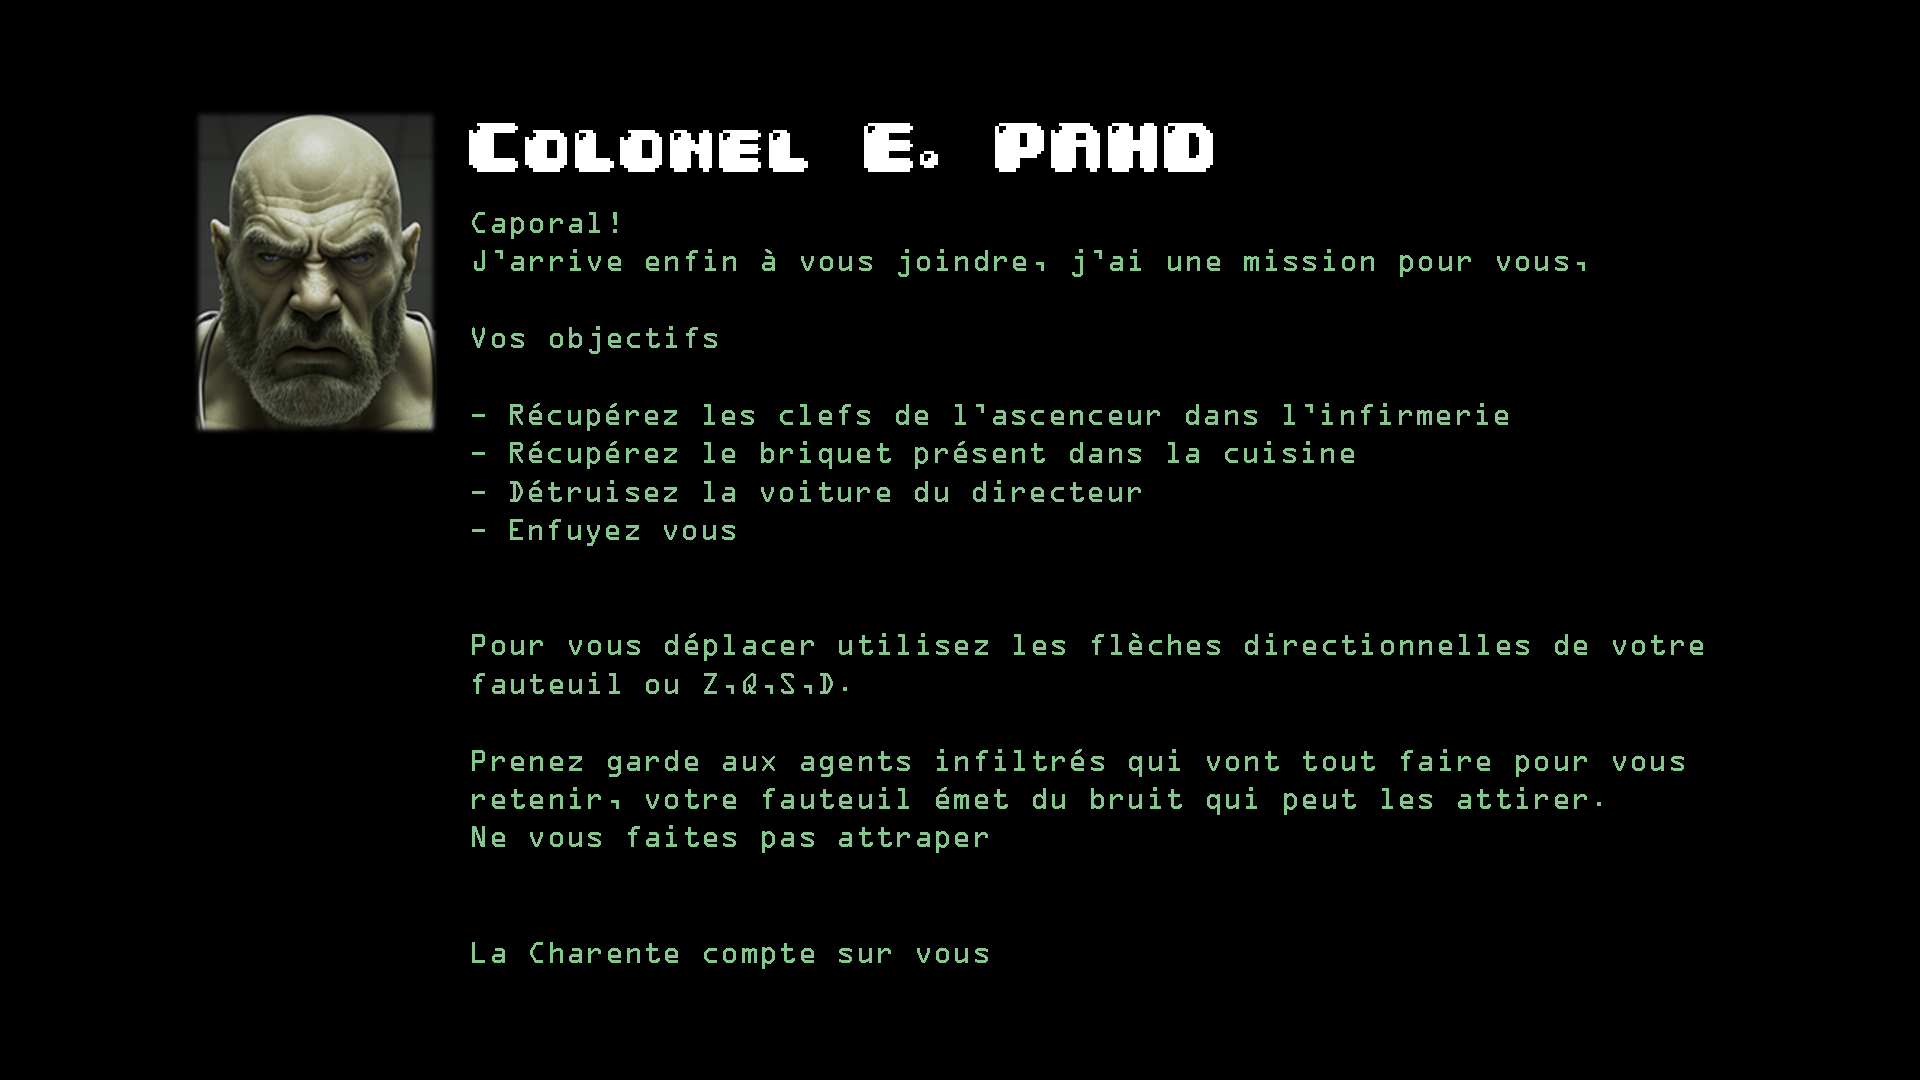 Colonel E. PAHD
Caporal!
J'arrive enfin à vous joindre, j'ai une mission pour vous,
Vos objectifs
- Récupérez les clefs de l'ascenceur dans l'infirmerie
- Récupérez le briquet présent dans la cuisine
- Détruisez la voiture du directeur
- Enfuyez vous
Pour vous déplacer utilisez les flèches directionnelles de votre
fauteuil ou Z,Q,S,D.
Prenez garde aux agents infiltrés qui vont tout faire pour vous
retenir, votre fauteuil émet du bruit qui peut les attirer.
Ne vous faites pas attraper
La Charente compte sur vous